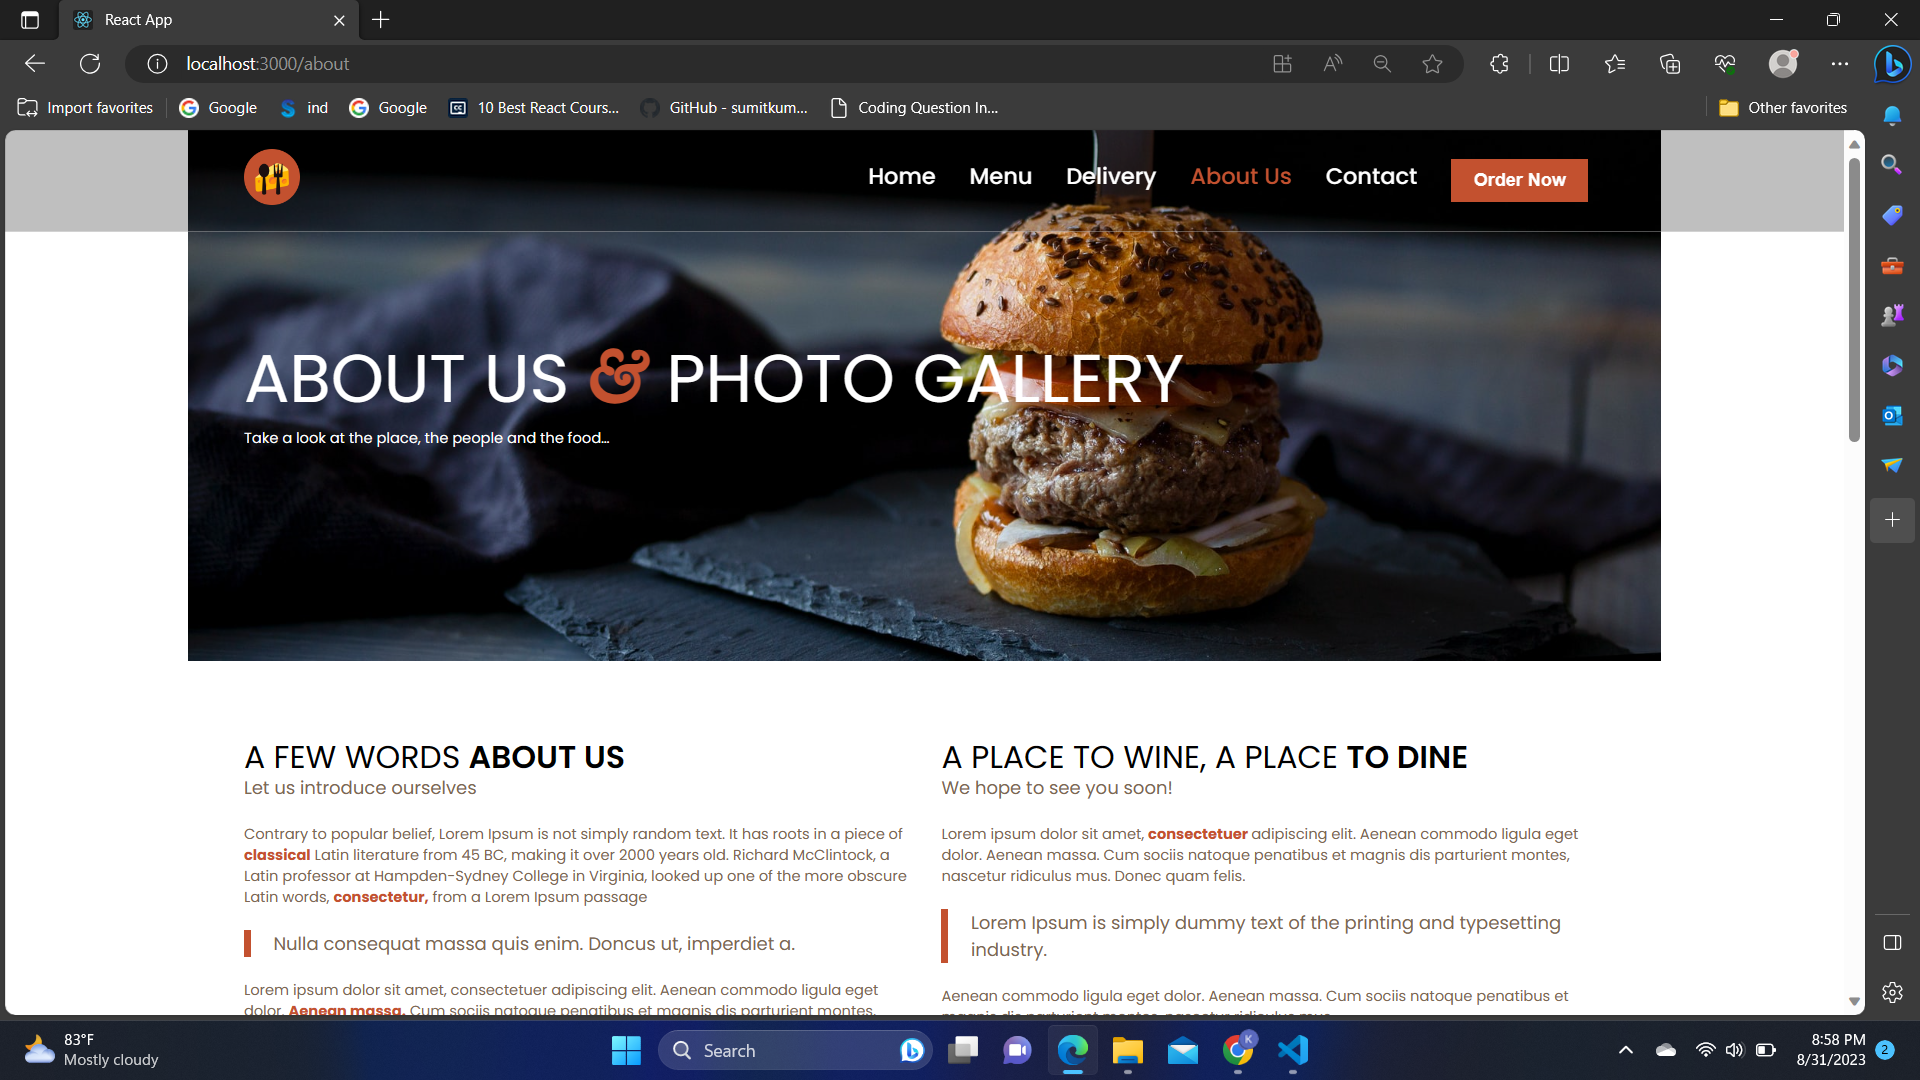 React App
localhost:3000/about
Import favorites
Google
ind
Google
10 Best React Cours...
GitHub - sumitkum...
Coding Question In...
Other favorites
Home
Menu
Delivery
About Us
Contact
Order Now
ABOUT US & PHOTO GALLERY
Take a look at the place, the people and the food...
A FEW WORDS ABOUT US
Let us introduce ourselves
Contrary to popular belief, Lorem Ipsum is not simply random text. It has roots in a piece of
classical Latin literature from 45 BC, making it over 2000 years old. Richard McClintock, a
Latin professor at Hampden-Sydney College in Virginia, looked up one of the more obscure
Latin words, consectetur, from a Lorem Ipsum passage
Nulla consequat massa quis enim. Doncus ut, imperdiet a.
Lorem ipsum dolor sit amet, consectetuer adipiscing elit. Aenean commodo ligula eget
dolor. Aenean massa. Cum sociis natoque penatibus et magnis dis parturient montes,
A PLACE TO WINE, A PLACE TO DINE
We hope to see you soon!
Lorem ipsum dolor sit amet, consectetuer adipiscing elit. Aenean commodo ligula eget
dolor. Aenean massa. Cum sociis natoque penatibus et magnis dis parturient montes,
nascetur ridiculus mus. Donec quam felis.
Lorem Ipsum is simply dummy text of the printing and typesetting
industry.
Aenean commodo ligula eget dolor. Aenean massa. Cum sociis natoque penatibus et
magnis dis parturient montes, nascetur ridiculus mus.
83°F
Mostly cloudy
Search
K
8:58 PM
8/31/2023
2